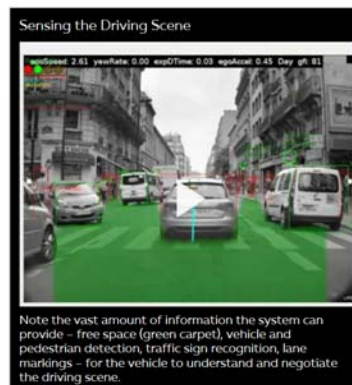 Sensing the Driving Scene
egoSpeed: 2.61 yawRate: 0.00 expDTime: 0.03 egoAccel: 0.45 Day gfl: 81
Note the vast amount of information the system can
provide – free space (green carpet), vehicle and
pedestrian detection, traffic sign recognition, lane
markings – for the vehicle to understand and negotiate
the driving scene.